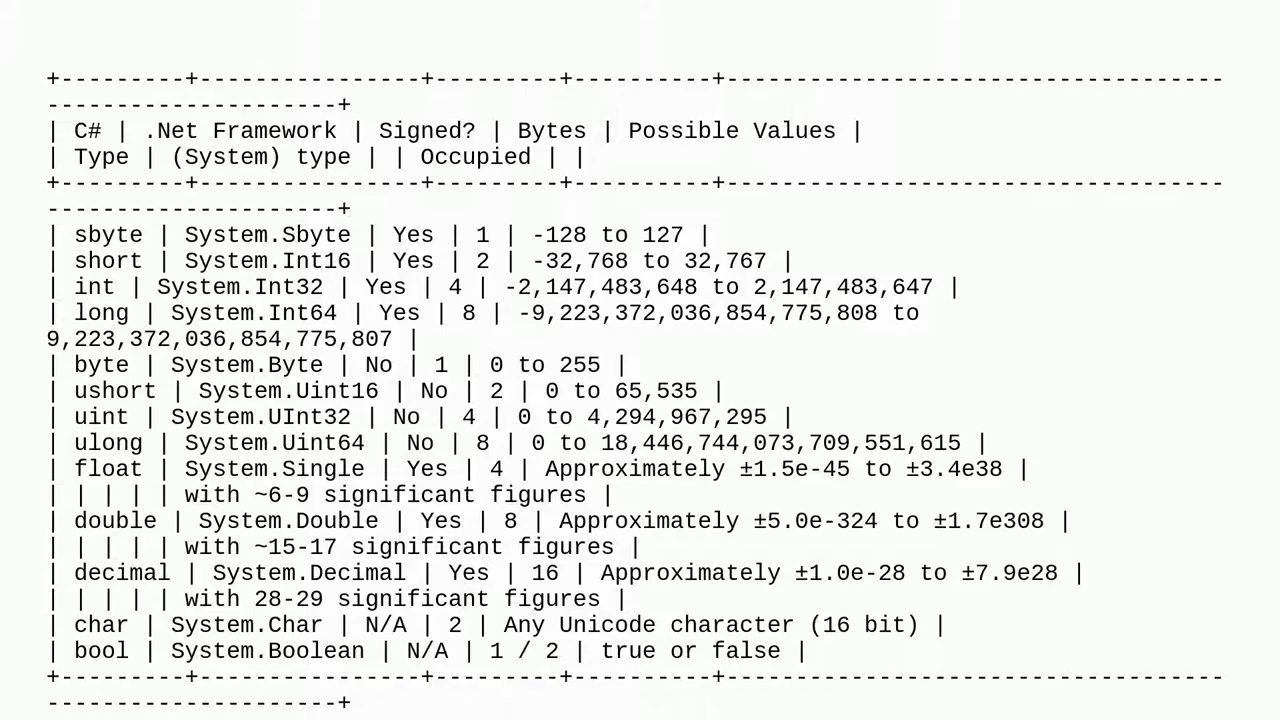 +---------+----------------+---------+----------+------------------------------------
---------------------+
| C# | .Net Framework | Signed? | Bytes | Possible Values |
| Type | (System) type | | Occupied | |
+---------+----------------+---------+----------+------------------------------------
---------------------+
| sbyte | System.Sbyte | Yes | 1 | -128 to 127 |
| short | System.Int16 | Yes | 2 | -32,768 to 32,767 |
| int | System.Int32 | Yes | 4 | -2,147,483,648 to 2,147,483,647 |
| long | System.Int64 | Yes | 8 | -9,223,372,036,854,775,808 to
9,223,372,036,854,775,807 |
| byte | System.Byte | No | 1 | 0 to 255 |
| ushort | System.Uint16 | No | 2 | 0 to 65,535 |
| uint | System.UInt32 | No | 4 | 0 to 4,294,967,295 |
| ulong | System.Uint64 | No | 8 | 0 to 18,446,744,073,709,551,615 |
| float | System.Single | Yes | 4 | Approximately ±1.5e-45 to ±3.4e38 |
| | | | | with ~6-9 significant figures |
| double | System.Double | Yes | 8 | Approximately ±5.0e-324 to ±1.7e308 |
| | | | | with ~15-17 significant figures |
| decimal | System.Decimal | Yes | 16 | Approximately ±1.0e-28 to ±7.9e28 |
| | | | | with 28-29 significant figures |
| char | System.Char | N/A | 2 | Any Unicode character (16 bit) |
| bool | System.Boolean | N/A | 1 / 2 | true or false |
+---------+----------------+---------+----------+------------------------------------
---------------------+